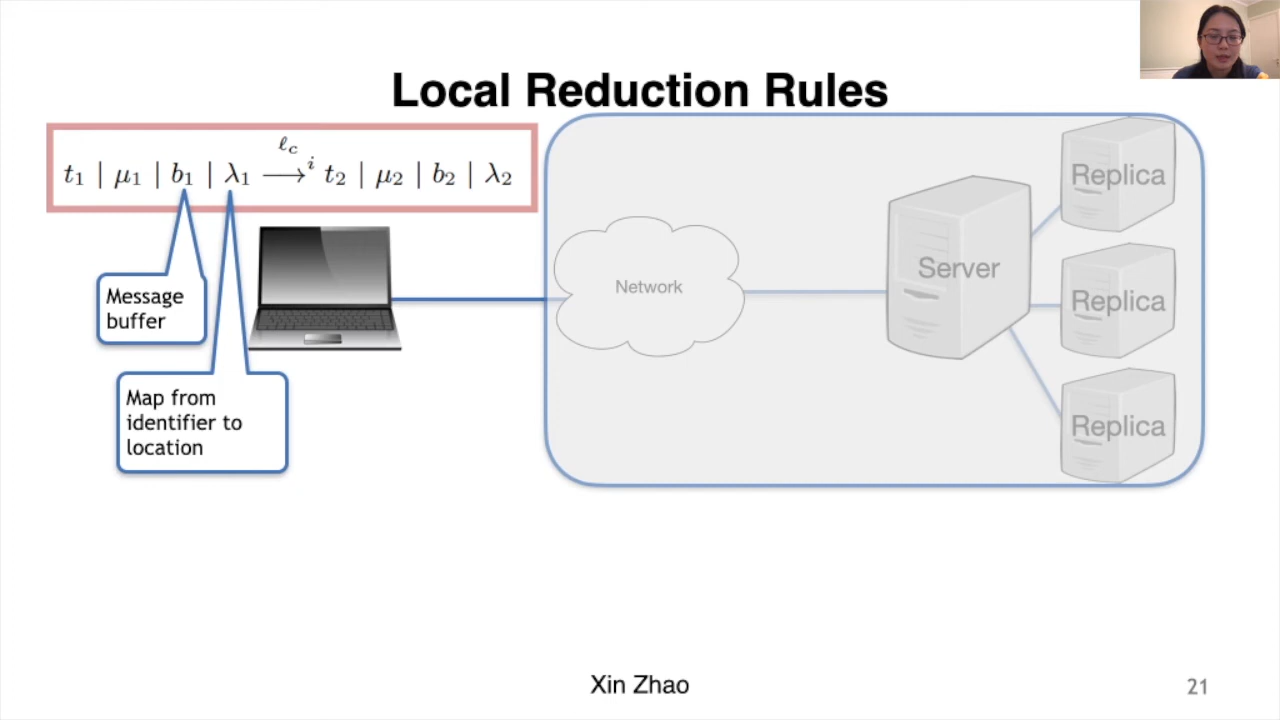 Local Reduction Rules
t₁ | μ₁ | b₁ | λ₁ ⟶^{ℓ_c} ^i t₂ | μ₂ | b₂ | λ₂
Message
buffer
Map from
identifier to
location
Network
Server
Replica
Replica
Replica
Xin Zhao
21